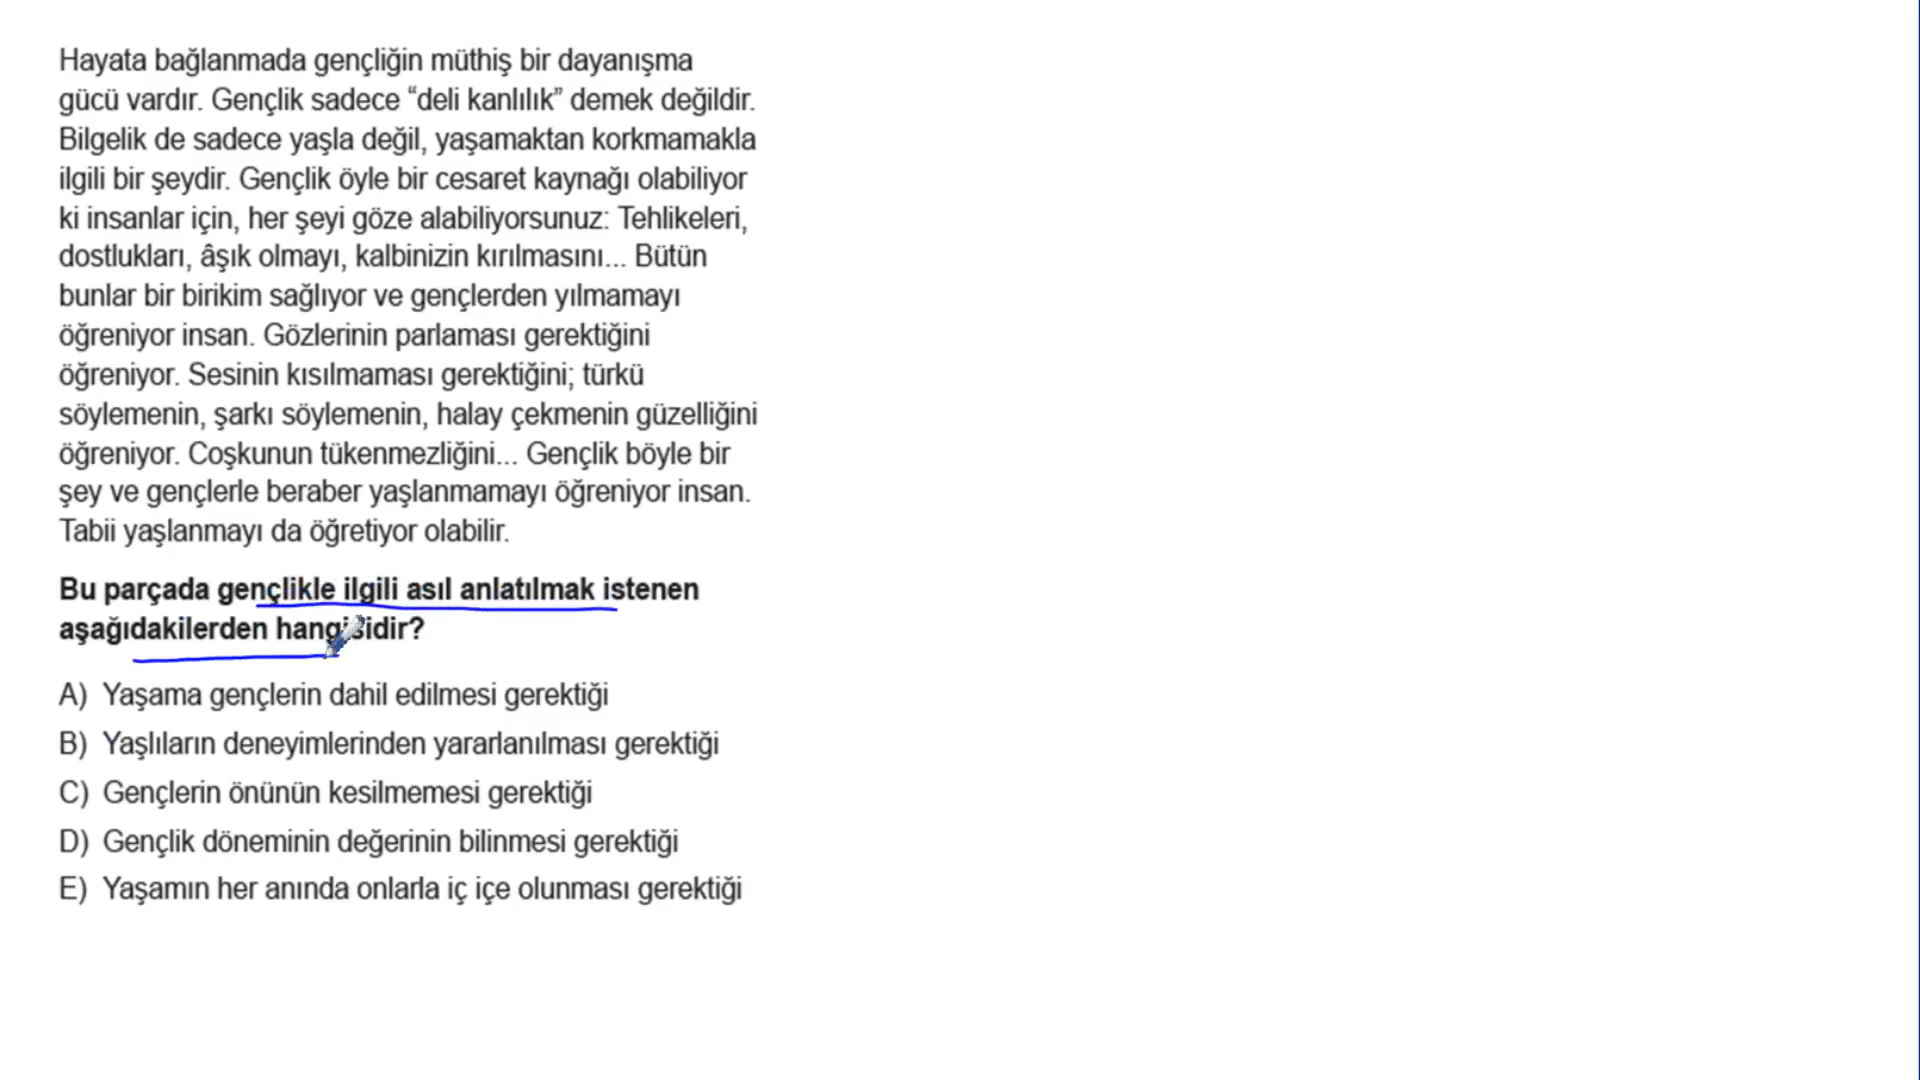 Hayata bağlanmada gençliğin müthiş bir dayanışma
gücü vardır. Gençlik sadece “deli kanlılık” demek değildir.
Bilgelik de sadece yaşla değil, yaşamaktan korkmamakla
ilgili bir şeydir. Gençlik öyle bir cesaret kaynağı olabiliyor
ki insanlar için, her şeyi göze alabiliyorsunuz: Tehlikeleri,
dostlukları, âşık olmayı, kalbinizin kırılmasını... Bütün
bunlar bir birikim sağlıyor ve gençlerden yılmamayı
öğreniyor insan. Gözlerinin parlaması gerektiğini
öğreniyor. Sesinin kısılmaması gerektiğini; türkü
söylemenin, şarkı söylemenin, halay çekmenin güzelliğini
öğreniyor. Coşkunun tükenmezliğini... Gençlik böyle bir
şey ve gençlerle beraber yaşlanmamayı öğreniyor insan.
Tabii yaşlanmayı da öğretiyor olabilir.
Bu parçada gençlikle ilgili asıl anlatılmak istenen
aşağıdakilerden hangisidir?
A) Yaşama gençlerin dahil edilmesi gerektiği
B) Yaşlıların deneyimlerinden yararlanılması gerektiği
C) Gençlerin önünün kesilmemesi gerektiği
D) Gençlik döneminin değerinin bilinmesi gerektiği
E) Yaşamın her anında onlarla iç içe olunması gerektiği